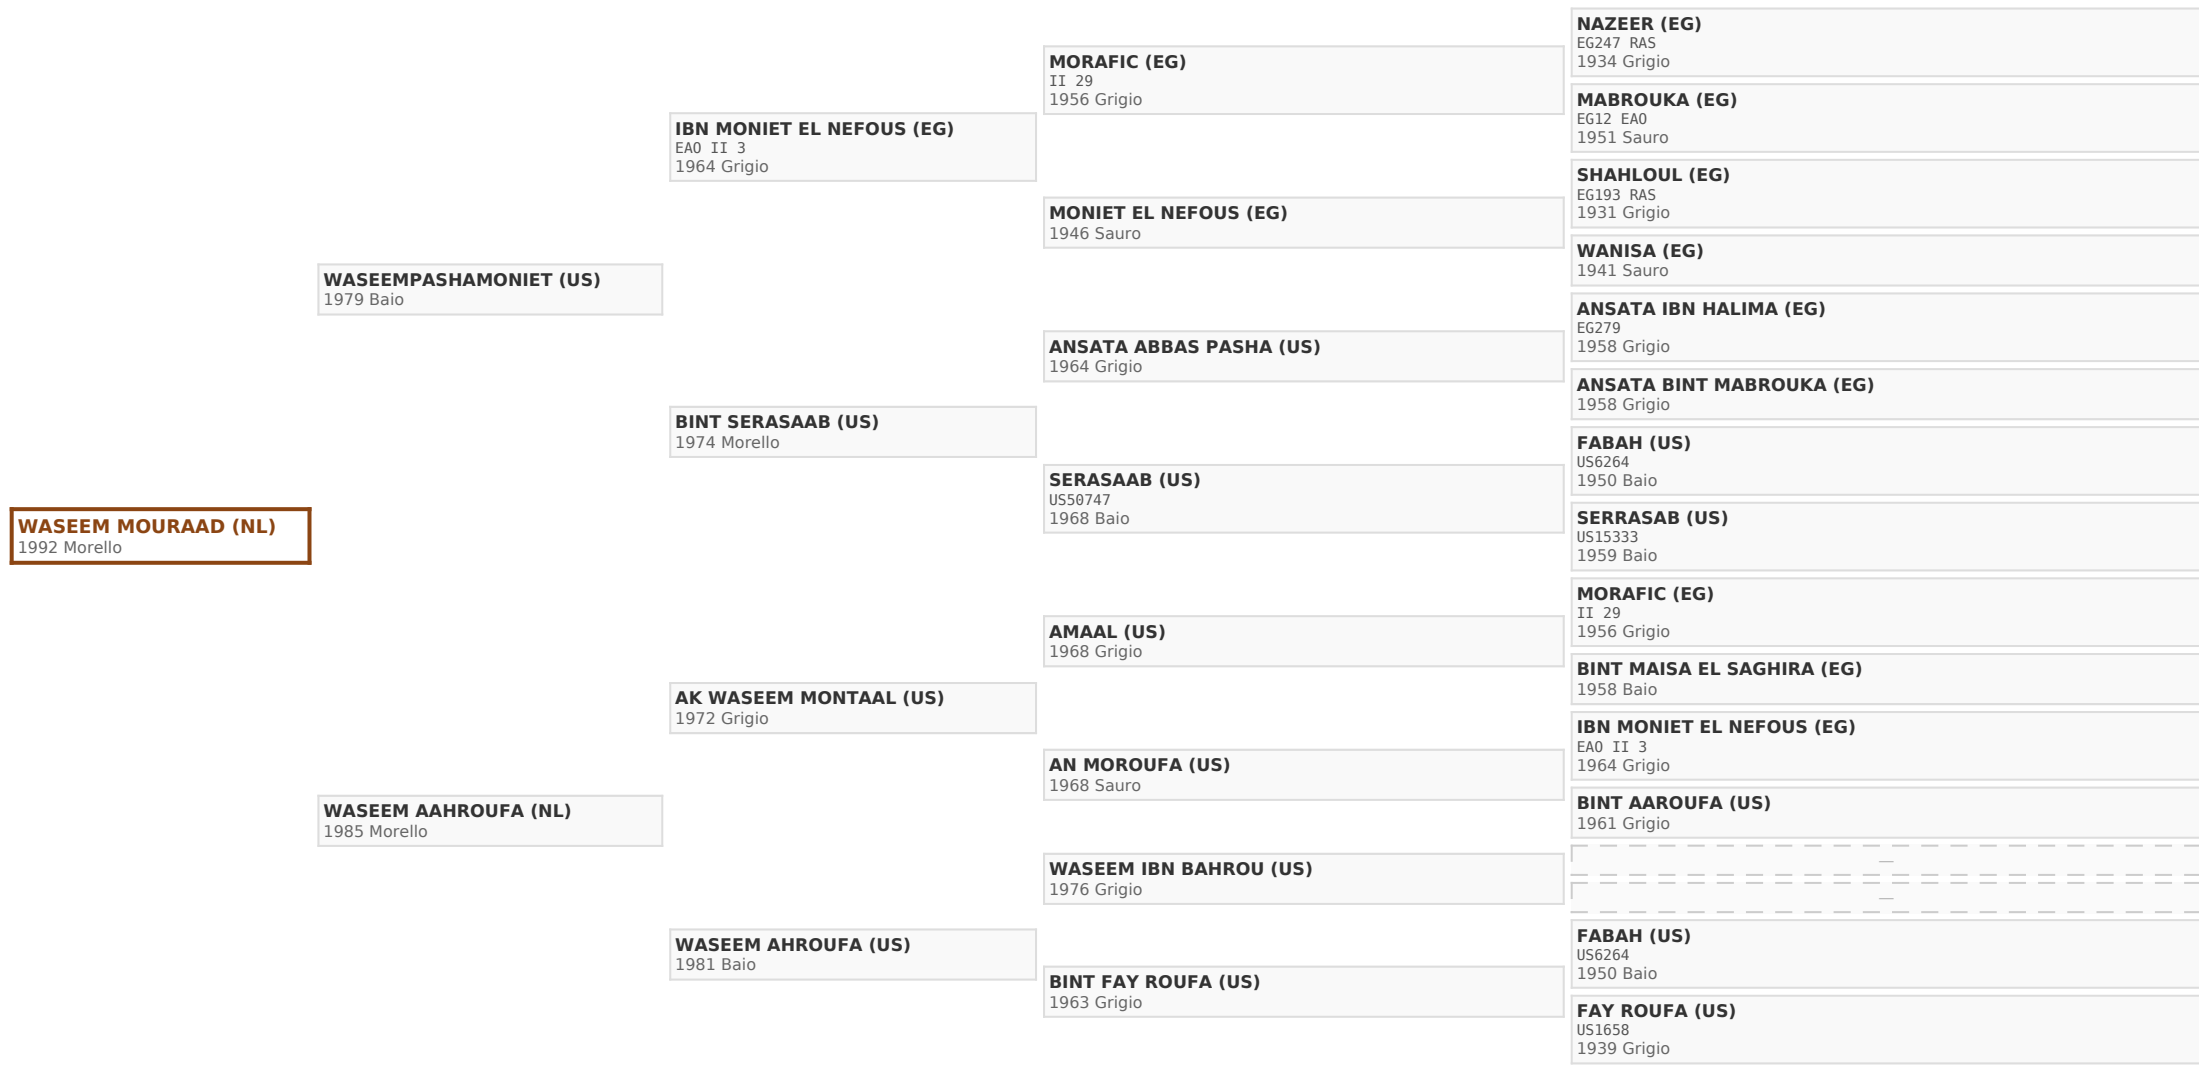 WASEEM MOURAAD (NL)
1992 Morello
WASEEMPASHAMONIET (US)
1979 Baio
WASEEM AAHROUFA (NL)
1985 Morello
IBN MONIET EL NEFOUS (EG)
EAO II 3
1964 Grigio
BINT SERASAAB (US)
1974 Morello
AK WASEEM MONTAAL (US)
1972 Grigio
WASEEM AHROUFA (US)
1981 Baio
MORAFIC (EG)
II 29
1956 Grigio
MONIET EL NEFOUS (EG)
1946 Sauro
ANSATA ABBAS PASHA (US)
1964 Grigio
SERASAAB (US)
US50747
1968 Baio
AMAAL (US)
1968 Grigio
AN MOROUFA (US)
1968 Sauro
WASEEM IBN BAHROU (US)
1976 Grigio
BINT FAY ROUFA (US)
1963 Grigio
NAZEER (EG)
EG247 RAS
1934 Grigio
MABROUKA (EG)
EG12 EAO
1951 Sauro
SHAHLOUL (EG)
EG193 RAS
1931 Grigio
WANISA (EG)
1941 Sauro
ANSATA IBN HALIMA (EG)
EG279
1958 Grigio
ANSATA BINT MABROUKA (EG)
1958 Grigio
FABAH (US)
US6264
1950 Baio
SERRASAB (US)
US15333
1959 Baio
MORAFIC (EG)
II 29
1956 Grigio
BINT MAISA EL SAGHIRA (EG)
1958 Baio
IBN MONIET EL NEFOUS (EG)
EAO II 3
1964 Grigio
BINT AAROUFA (US)
1961 Grigio
—
—
FABAH (US)
US6264
1950 Baio
FAY ROUFA (US)
US1658
1939 Grigio